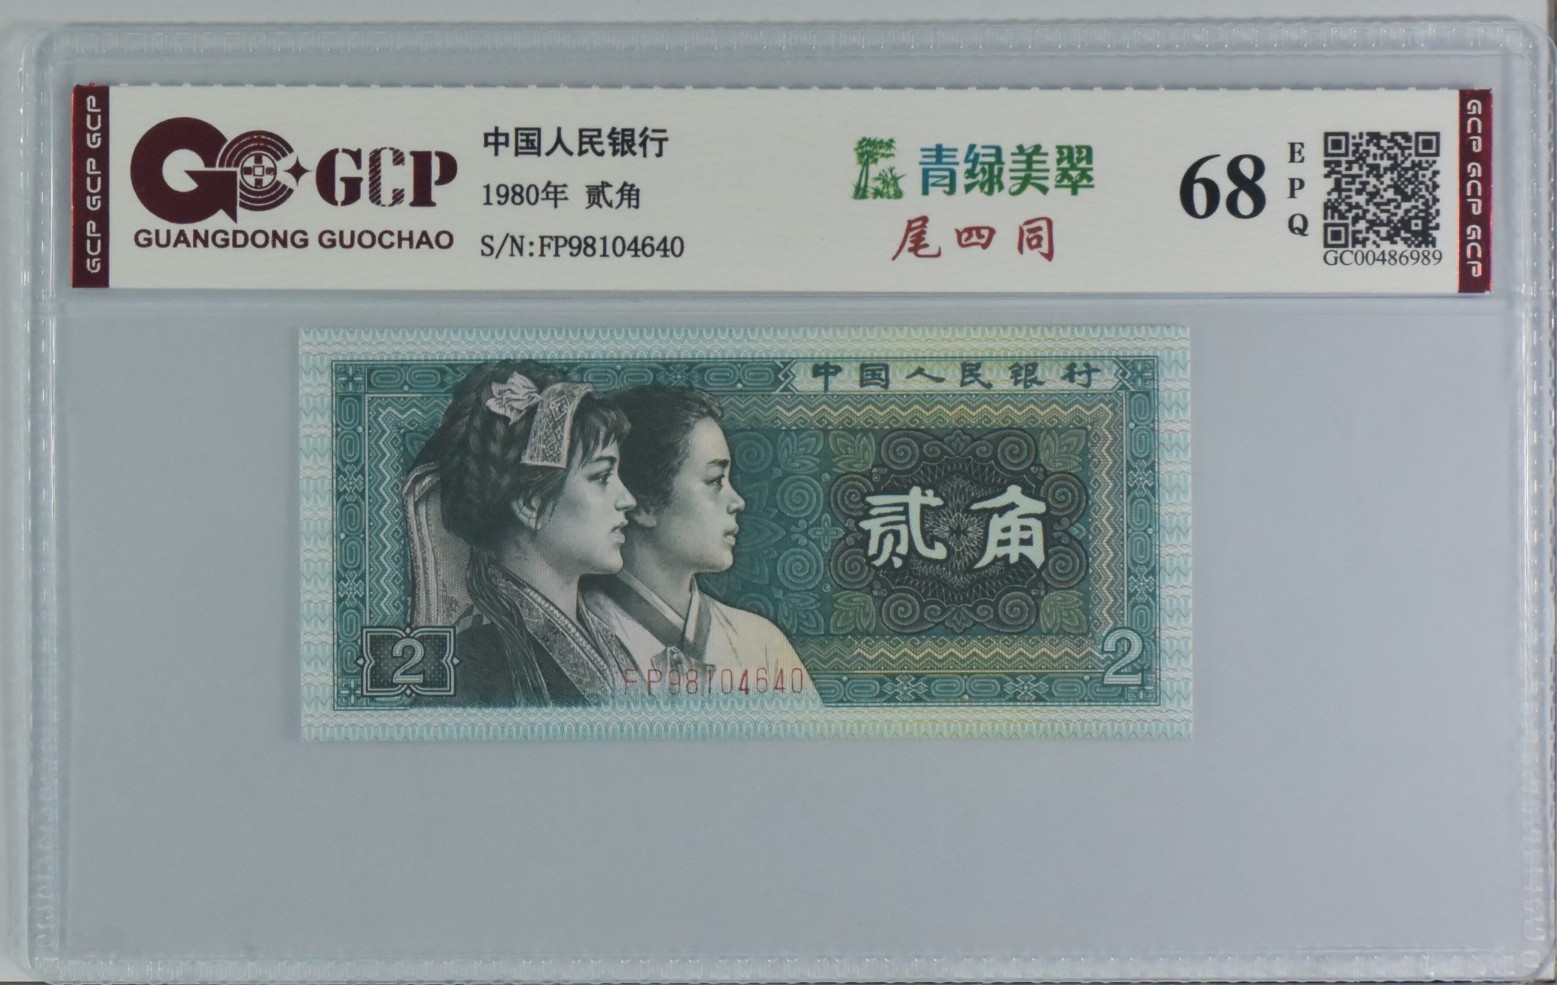 GCP GCP GCP
GCP
GUANGDONG GUOCHAO
中国人民银行
1980年 贰角
S/N:FP98104640
青绿美翠
尾四同
68
EPQ
GC00486989
GCP GCP GCP
中国人民银行
贰角
2
FP98104640
2